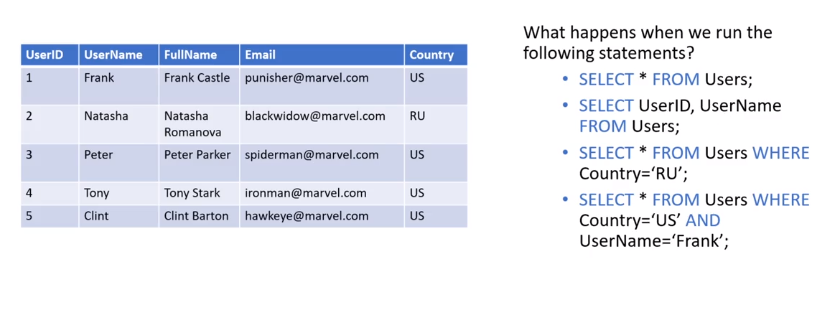 UserID UserName FullName Email Country
1 Frank Frank Castle punisher@marvel.com US
2 Natasha Natasha Romanova blackwidow@marvel.com RU
3 Peter Peter Parker spiderman@marvel.com US
4 Tony Tony Stark ironman@marvel.com US
5 Clint Clint Barton hawkeye@marvel.com US
What happens when we run the
following statements?
• SELECT * FROM Users;
• SELECT UserID, UserName
FROM Users;
• SELECT * FROM Users WHERE
Country=‘RU’;
• SELECT * FROM Users WHERE
Country=‘US’ AND
UserName=‘Frank’;